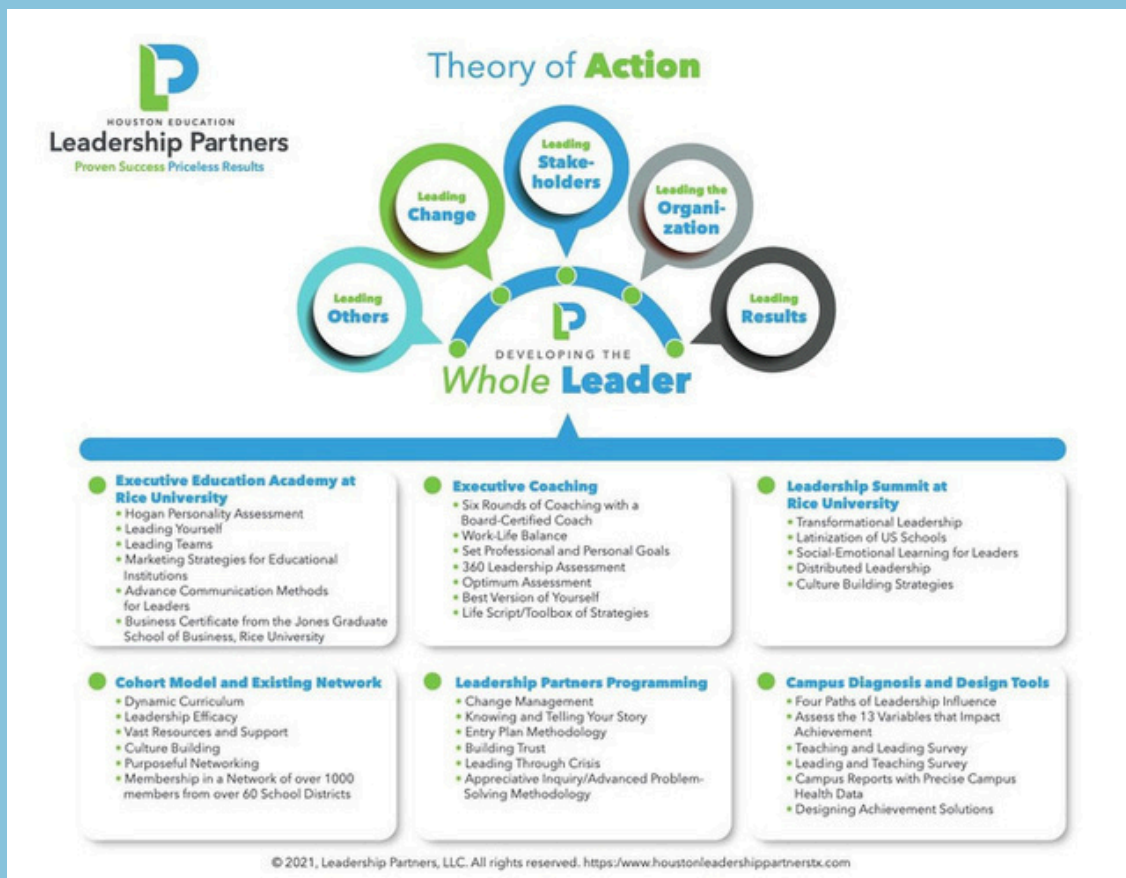 HOUSTON EDUCATION
Leadership Partners
Proven Success Priceless Results
Theory of Action
Leading
Others
Leading
Change
Leading
Stake-
holders
Leading the
Organi-
zation
Leading
Results
DEVELOPING THE
Whole Leader
Executive Education Academy at
Rice University
• Hogan Personality Assessment
• Leading Yourself
• Leading Teams
• Marketing Strategies for Educational
Institutions
• Advance Communication Methods
for Leaders
• Business Certificate from the Jones Graduate
School of Business, Rice University
Executive Coaching
• Six Rounds of Coaching with a
Board-Certified Coach
• Work-Life Balance
• Set Professional and Personal Goals
• 360 Leadership Assessment
• Optimum Assessment
• Best Version of Yourself
• Life Script/Toolbox of Strategies
Leadership Summit at
Rice University
• Transformational Leadership
• Latinization of US Schools
• Social-Emotional Learning for Leaders
• Distributed Leadership
• Culture Building Strategies
Cohort Model and Existing Network
• Dynamic Curriculum
• Leadership Efficacy
• Vast Resources and Support
• Culture Building
• Purposeful Networking
• Membership in a Network of over 1000
members from over 60 School Districts
Leadership Partners Programming
• Change Management
• Knowing and Telling Your Story
• Entry Plan Methodology
• Building Trust
• Leading Through Crisis
• Appreciative Inquiry/Advanced Problem-
Solving Methodology
Campus Diagnosis and Design Tools
• Four Paths of Leadership Influence
• Assess the 13 Variables that Impact
Achievement
• Teaching and Leading Survey
• Leading and Teaching Survey
• Campus Reports with Precise Campus
Health Data
• Designing Achievement Solutions
© 2021, Leadership Partners, LLC. All rights reserved. https:/www.houstonleadershippartnerstx.com